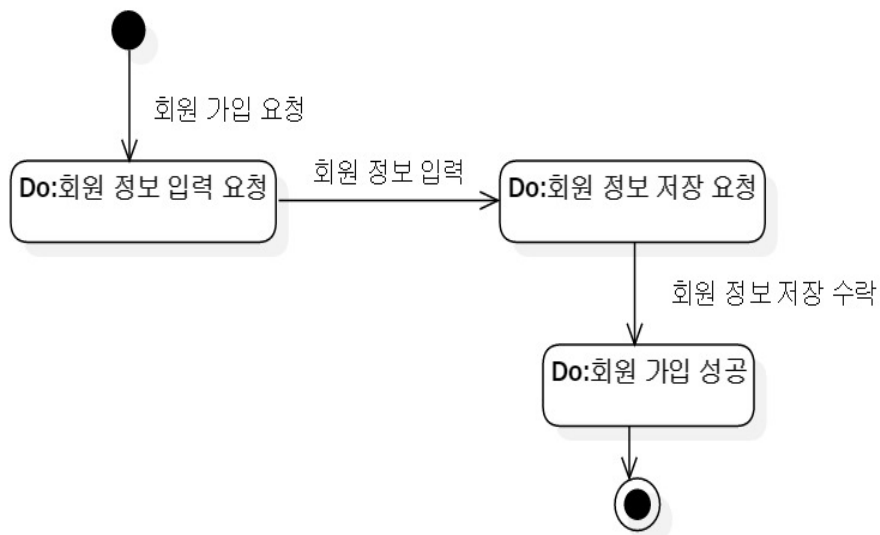 회원 가입 요청
Do:회원 정보 입력 요청
회원 정보 입력
Do:회원 정보 저장 요청
회원 정보 저장 수락
Do:회원 가입 성공